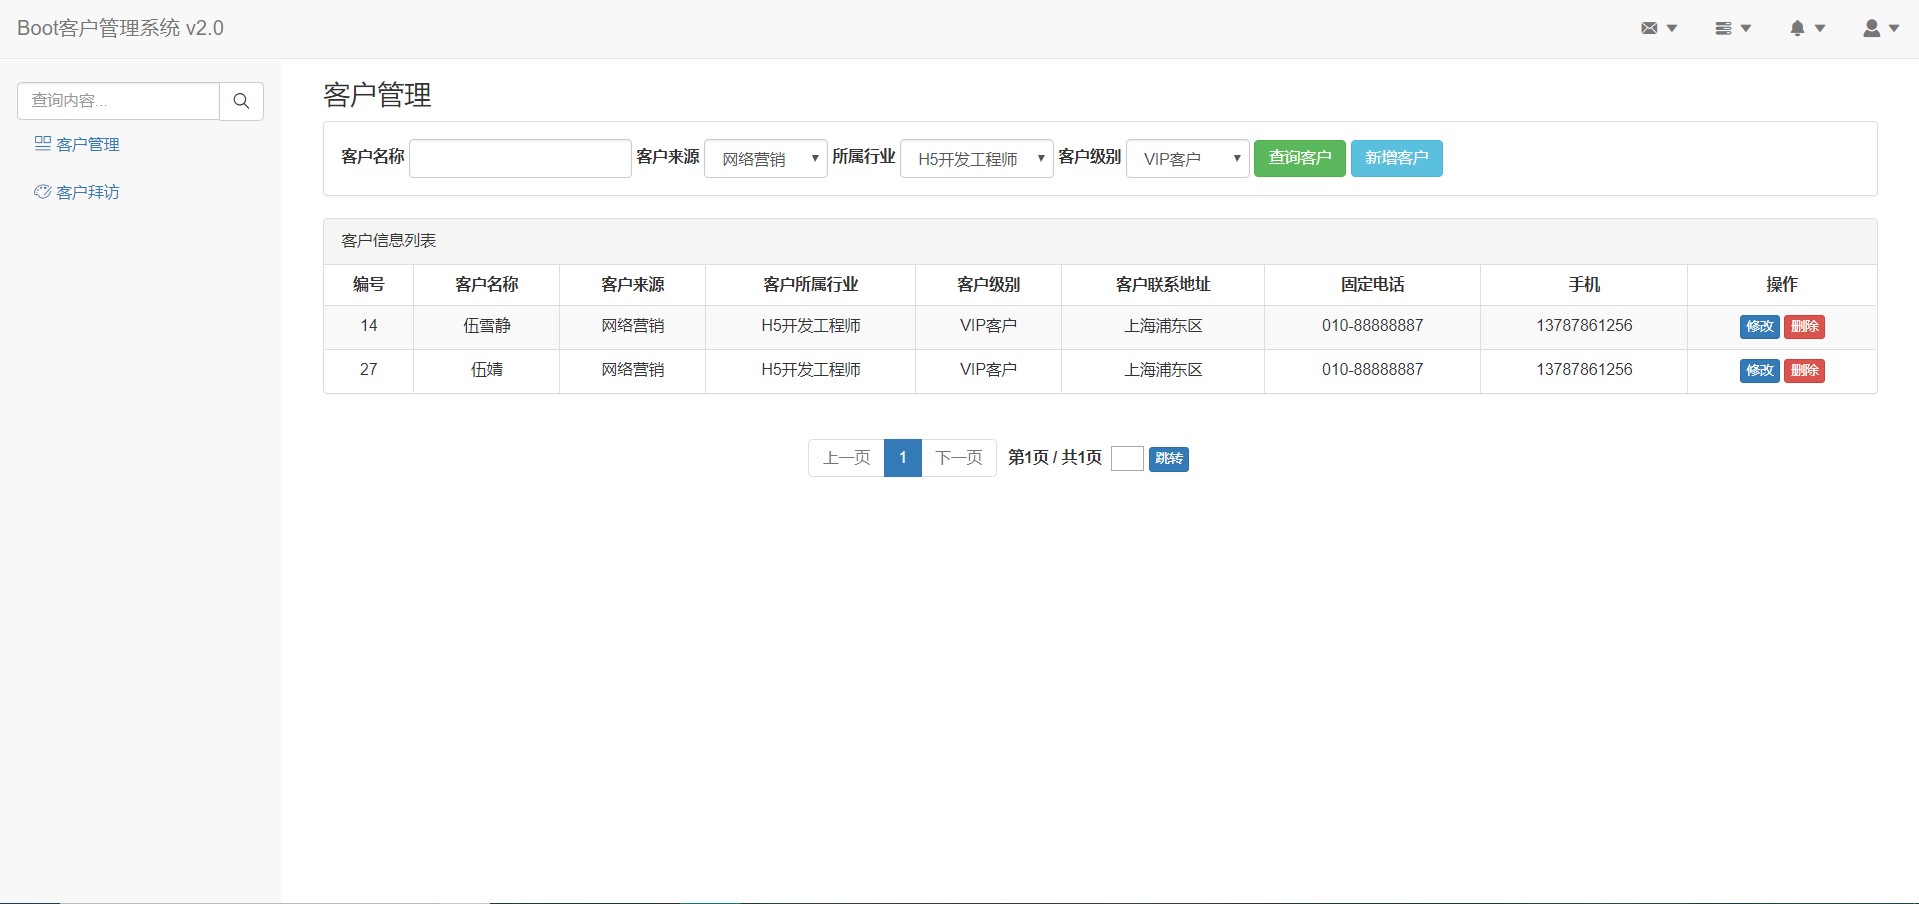 Boot客户管理系统 v2.0
查询内容...
客户管理
客户拜访
客户管理
客户名称 客户来源 网络营销 所属行业 H5开发工程师 客户级别 VIP客户 查询客户 新增客户
客户信息列表
编号 客户名称 客户来源 客户所属行业 客户级别 客户联系地址 固定电话 手机 操作
14 伍雪静 网络营销 H5开发工程师 VIP客户 上海浦东区 010-88888887 13787861256 修改 删除
27 伍婧 网络营销 H5开发工程师 VIP客户 上海浦东区 010-88888887 13787861256 修改 删除
上一页 1 下一页 第1页 / 共1页 跳转